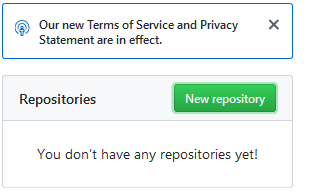 Our new Terms of Service and Privacy
Statement are in effect.
Repositories
New repository
You don't have any repositories yet!